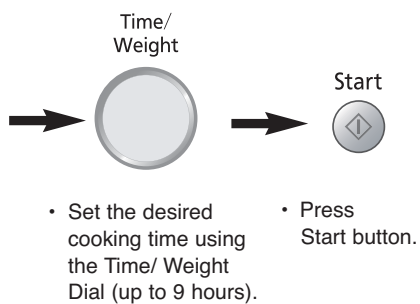 Time/
Weight
Start
• Set the desired
cooking time using
the Time/ Weight
Dial (up to 9 hours).
• Press
Start button.